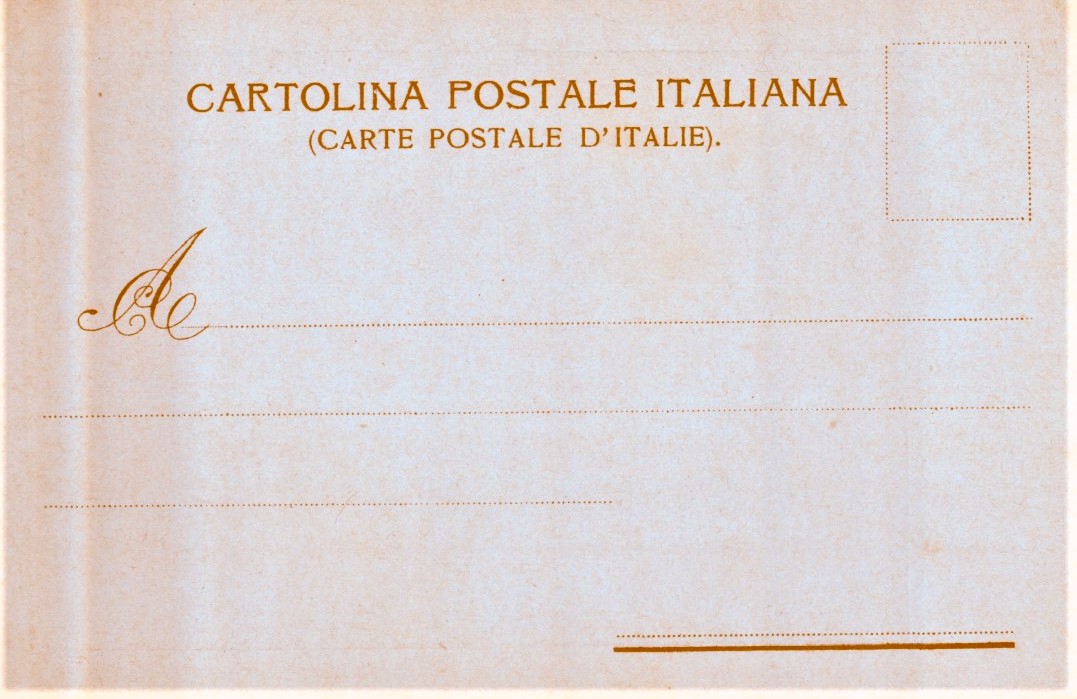 CARTOLINA POSTALE ITALIANA
(CARTE POSTALE D'ITALIE).
A